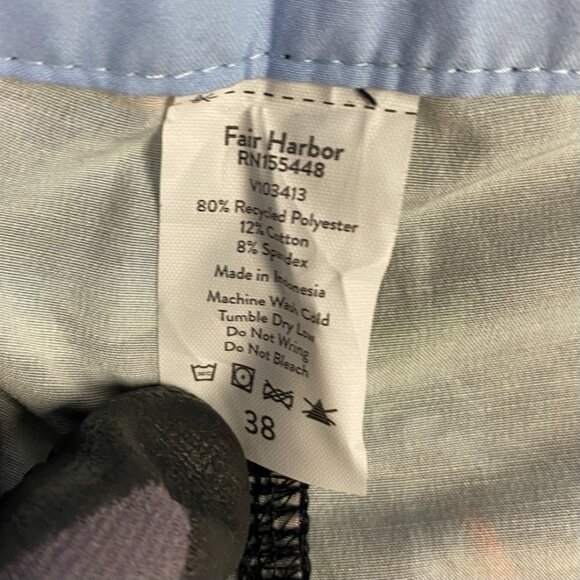 Fair Harbor
RN155448
V103413
80% Recycled Polyester
12% Cotton
8% Spandex
Made in Indonesia
Machine Wash Cold
Tumble Dry Low
Do Not Wring
Do Not Bleach
38